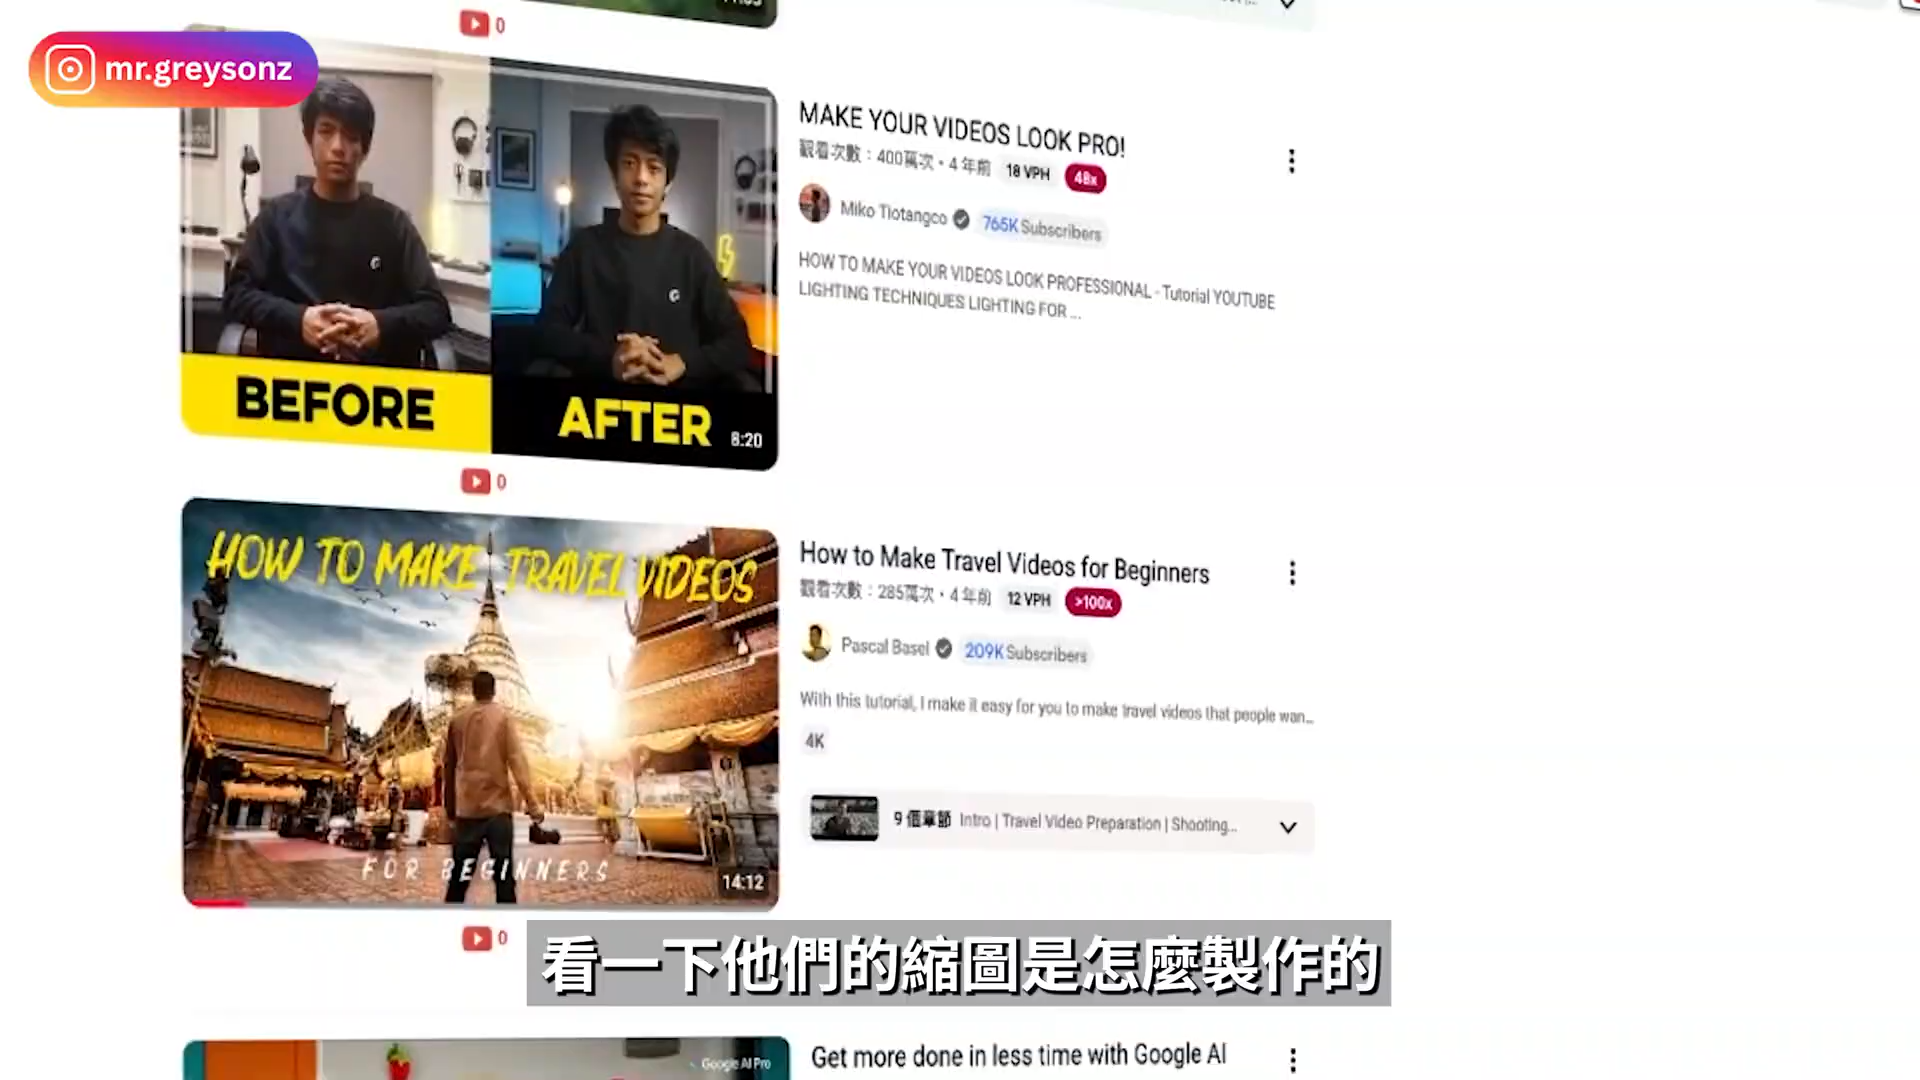 mr.greysonz
0
BEFORE
AFTER
8:20
MAKE YOUR VIDEOS LOOK PRO!
觀看次數：400萬次・4 年前 18 VPH 48x
Miko Tiotangco 765K Subscribers
HOW TO MAKE YOUR VIDEOS LOOK PROFESSIONAL - Tutorial YOUTUBE
LIGHTING TECHNIQUES LIGHTING FOR ...
0
HOW TO MAKE TRAVEL VIDEOS
FOR BEGINNERS
14:12
How to Make Travel Videos for Beginners
觀看次數：285萬次・4 年前 12 VPH >100x
Pascal Basel 209K Subscribers
With this tutorial, I make it easy for you to make travel videos that people wan...
4K
9 個章節 Intro | Travel Video Preparation | Shooting...
0
看一下他們的縮圖是怎麼製作的
Google AI Pro
Get more done in less time with Google AI